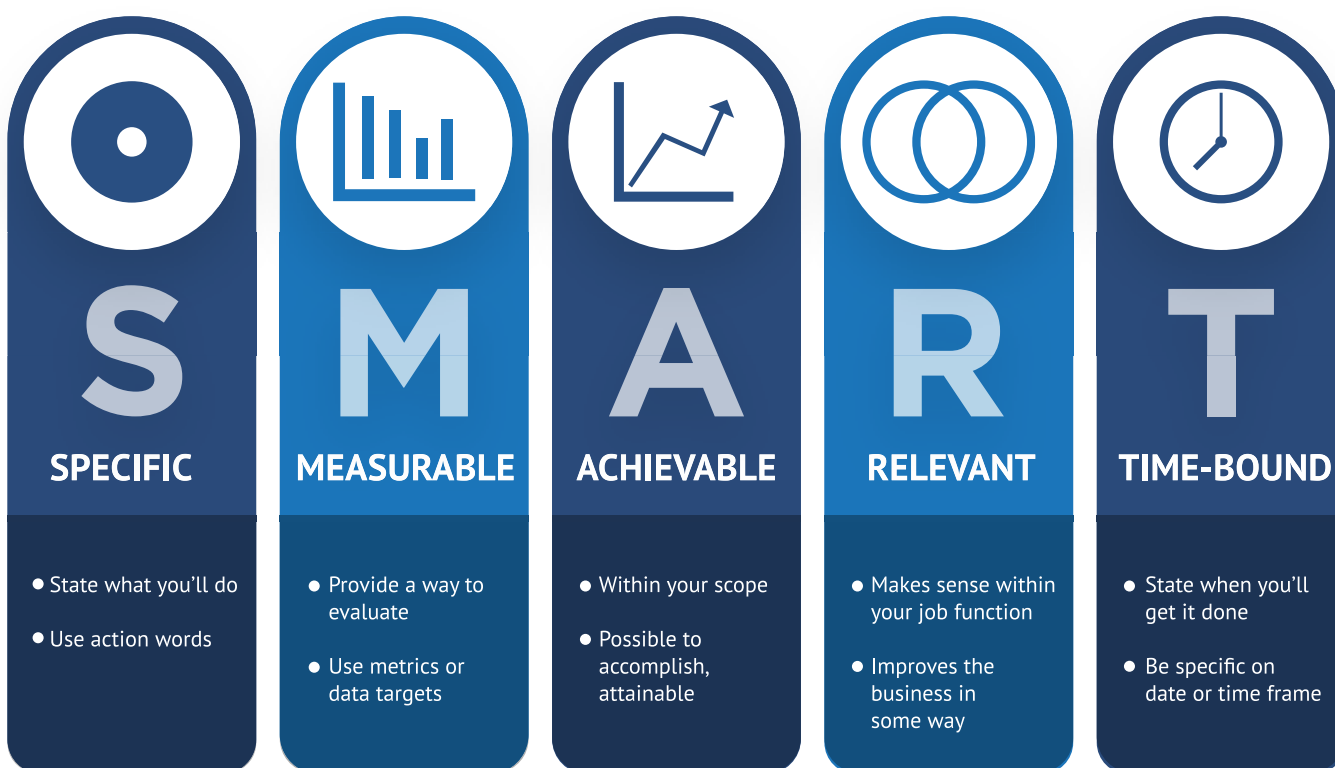 S
SPECIFIC
State what you'll do
Use action words
M
MEASURABLE
Provide a way to
evaluate
Use metrics or
data targets
A
ACHIEVABLE
Within your scope
Possible to
accomplish,
attainable
R
RELEVANT
Makes sense within
your job function
Improves the
business in
some way
T
TIME-BOUND
State when you'll
get it done
Be specific on
date or time frame